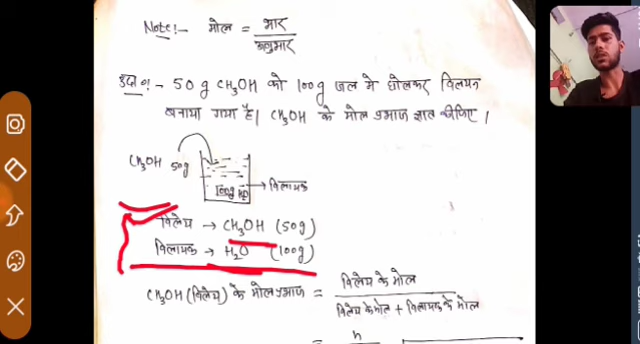 Note:- मोल = भार / अणुभार
उदा०:- 50 g CH₃OH को 100g जल मे घोलकर विलयन
बनाया गया है। CH₃OH के मोल प्रभाज ज्ञात कीजिए।
CH₃OH 50g
100g H₂O → विलायक
विलेय → CH₃OH (50g)
विलायक → H₂O (100g)
CH₃OH (विलेय) के मोल प्रभाज = विलेय के मोल / विलेय के मोल + विलायक के मोल